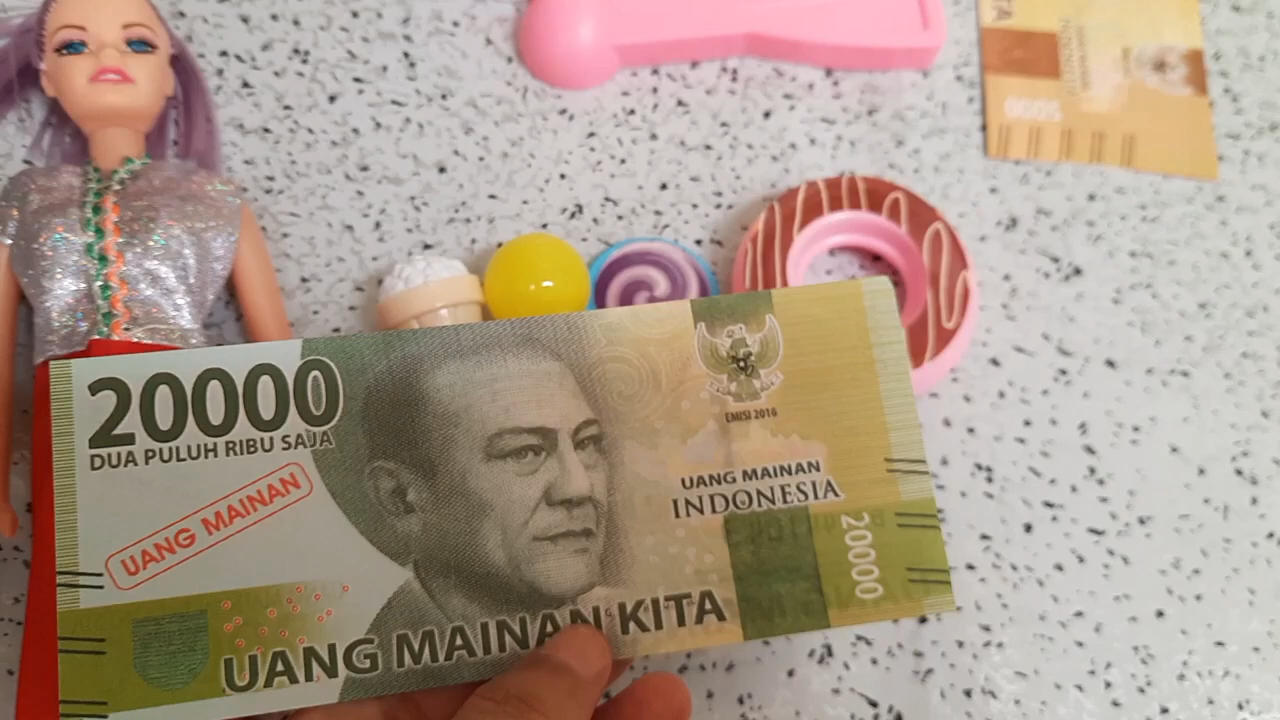 20000
DUA PULUH RIBU SAJA
UANG MAINAN
UANG MAINAN KITA
EMISI 2016
UANG MAINAN
INDONESIA
20000